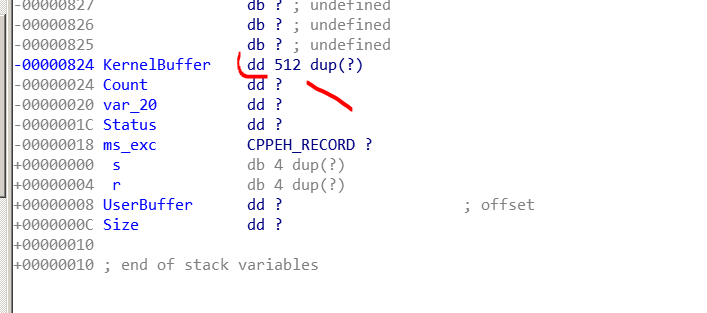 -00000827 db ? ; undefined
-00000826 db ? ; undefined
-00000825 db ? ; undefined
-00000824 KernelBuffer dd 512 dup(?)
-00000024 Count dd ?
-00000020 var_20 dd ?
-0000001C Status dd ?
-00000018 ms_exc CPPEH_RECORD ?
+00000000 s db 4 dup(?)
+00000004 r db 4 dup(?)
+00000008 UserBuffer dd ? ; offset
+0000000C Size dd ?
+00000010
+00000010 ; end of stack variables